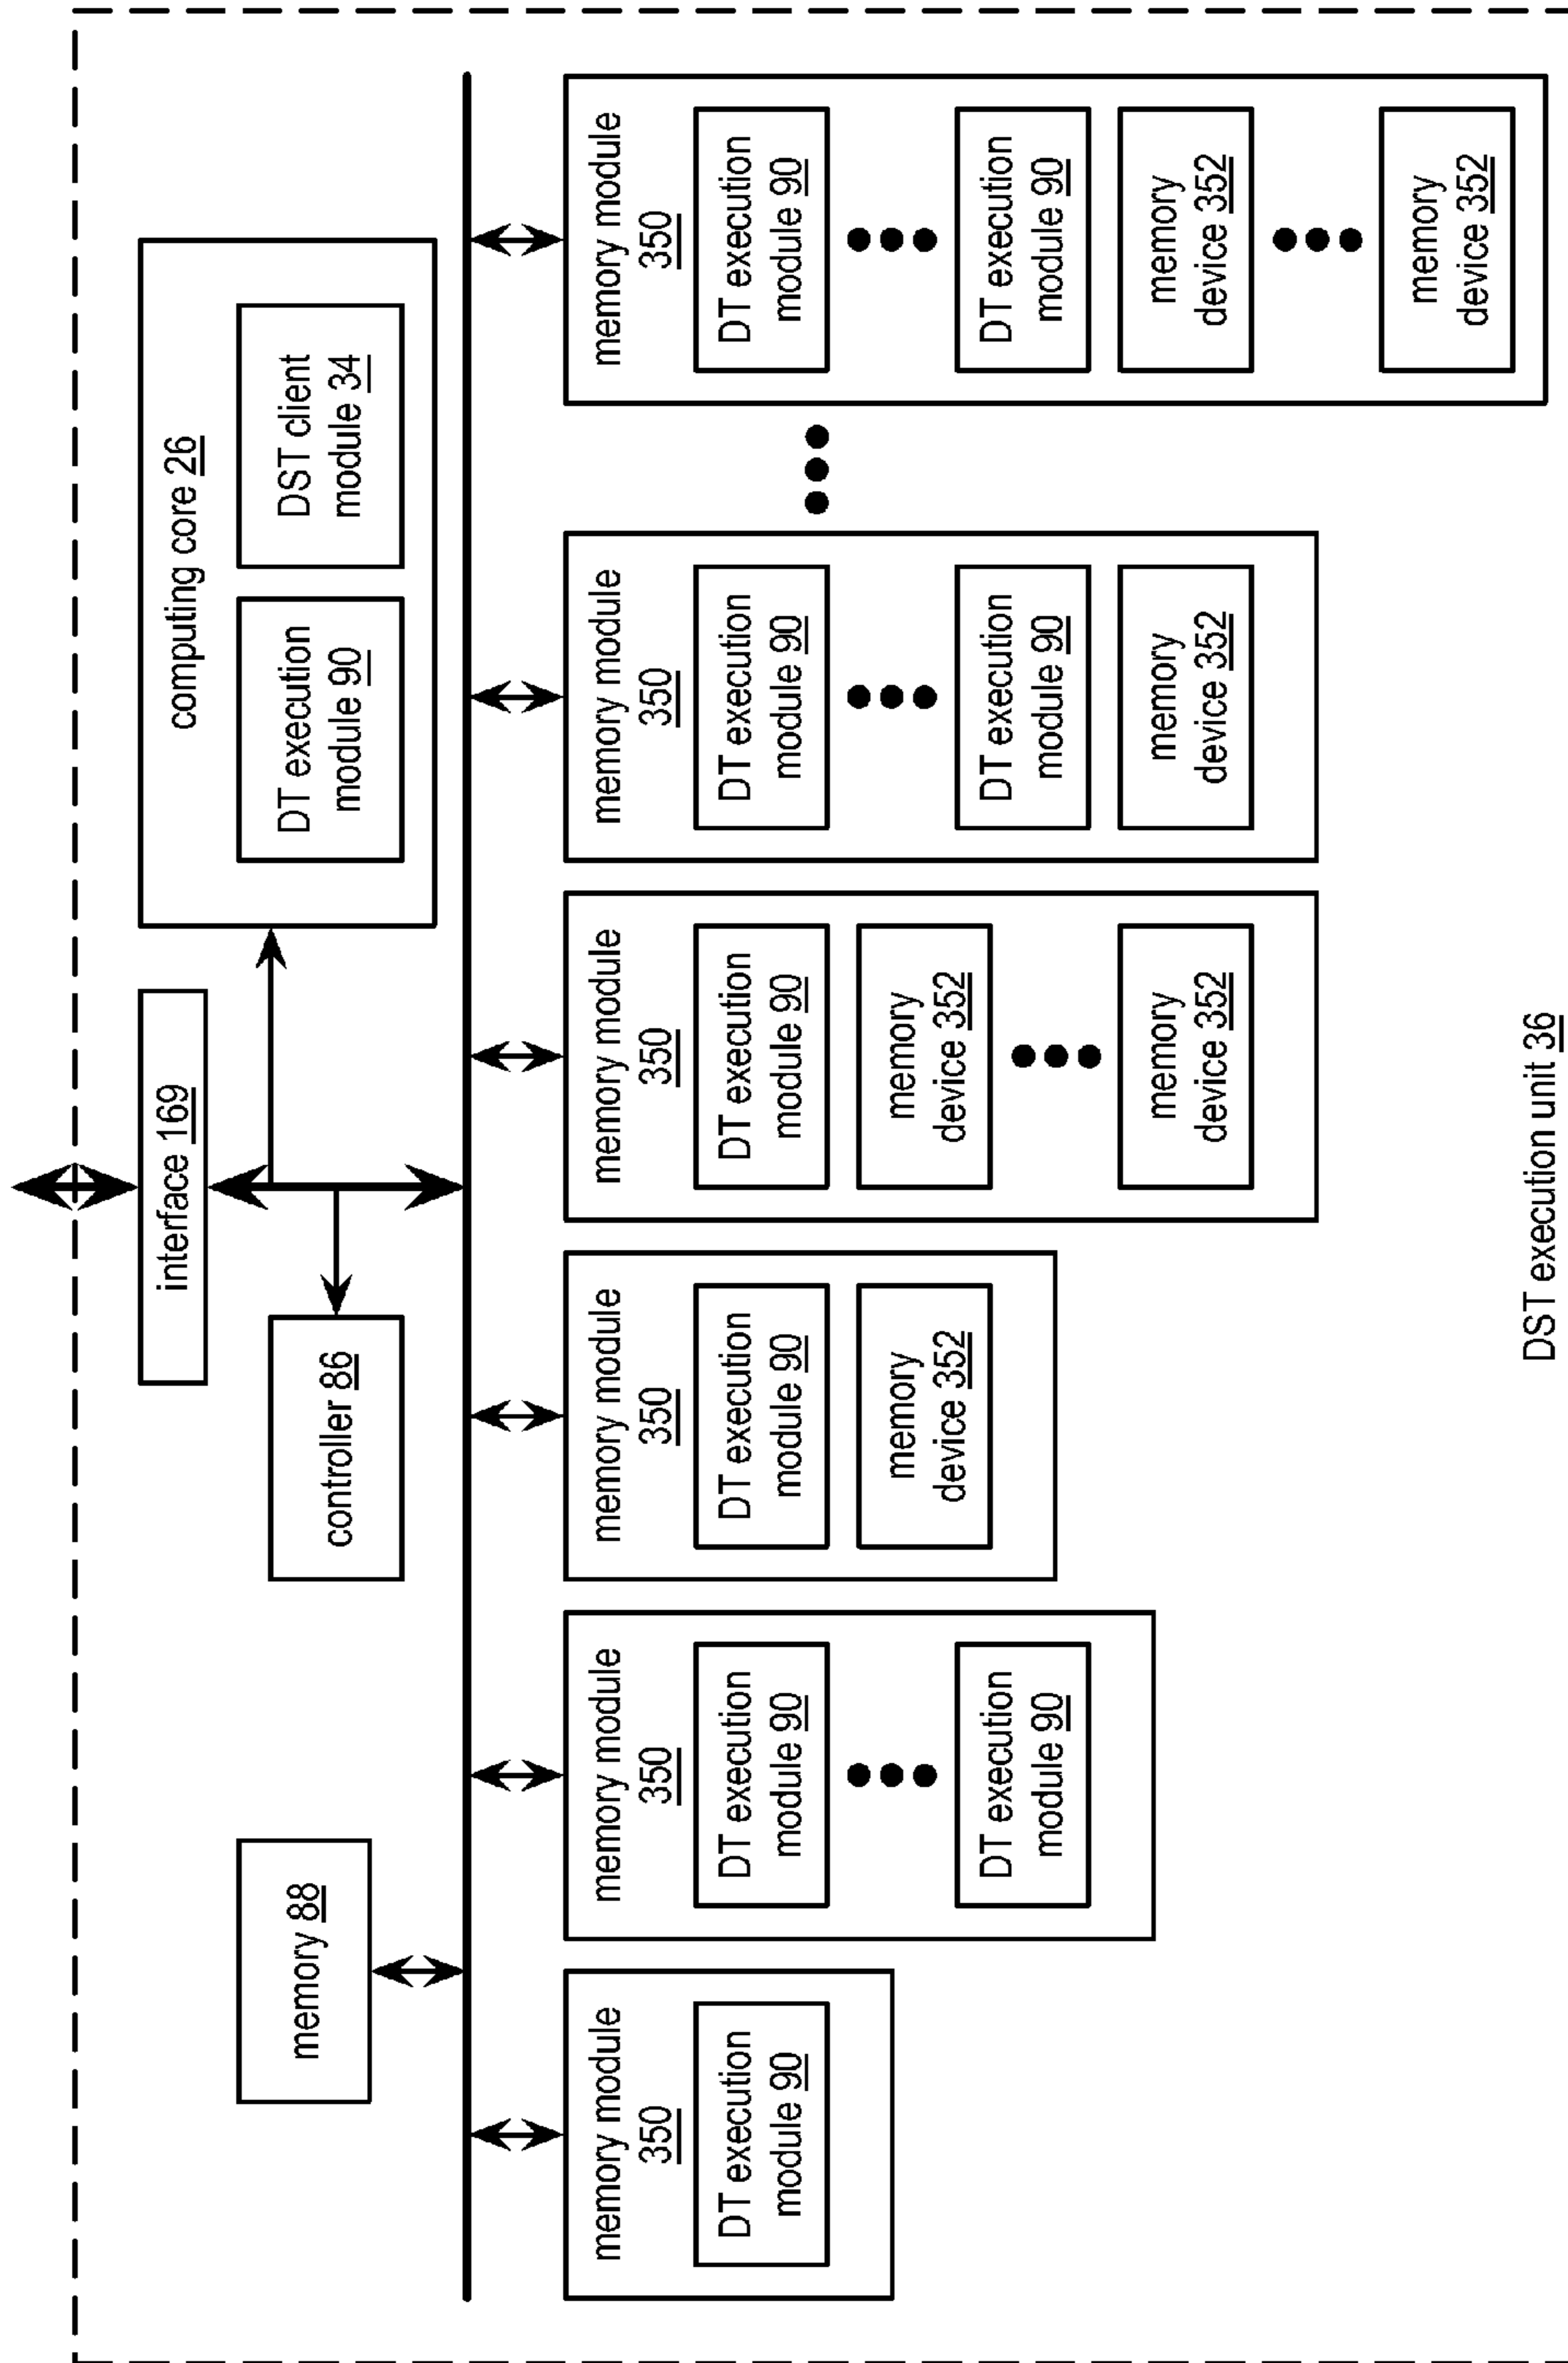 interface 169
computing core 26
DT execution
module 90
DST client
module 34
controller 86
memory 88
memory module
350
DT execution
module 90
memory module
350
DT execution
module 90
DT execution
module 90
memory module
350
DT execution
module 90
memory
device 352
memory module
350
DT execution
module 90
memory
device 352
memory
device 352
memory module
350
DT execution
module 90
DT execution
module 90
memory
device 352
memory module
350
DT execution
module 90
DT execution
module 90
memory
device 352
memory
device 352
DST execution unit 36